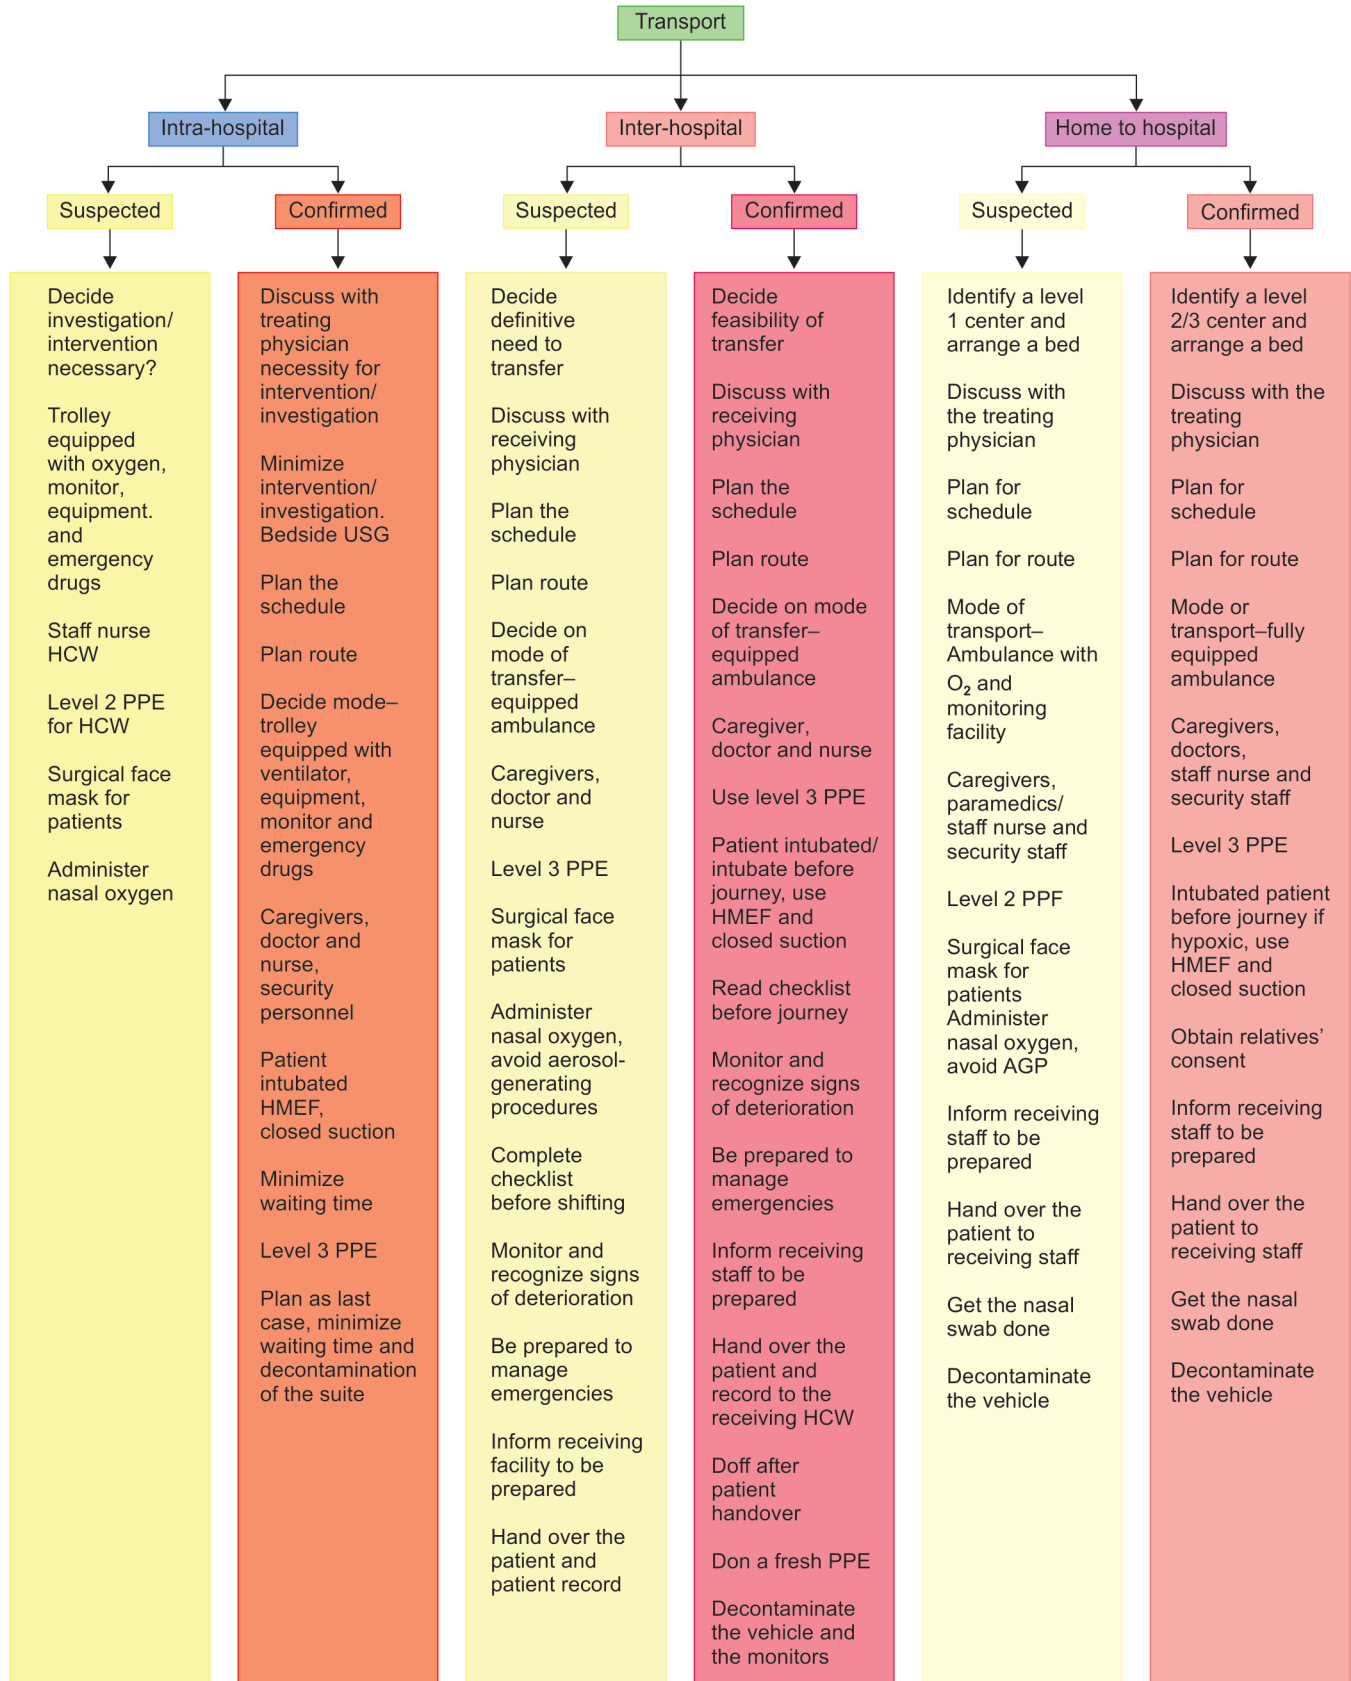 Transport
Intra-hospital
Inter-hospital
Home to hospital
Suspected
Confirmed
Suspected
Confirmed
Suspected
Confirmed
Decide
investigation/
intervention
necessary?
Trolley
equipped
with oxygen,
monitor,
equipment.
and
emergency
drugs
Staff nurse
HCW
Level 2 PPE
for HCW
Surgical face
mask for
patients
Administer
nasal oxygen
Discuss with
treating
physician
necessity for
intervention/
investigation
Minimize
intervention/
investigation.
Bedside USG
Plan the
schedule
Plan route
Decide mode–
trolley
equipped with
ventilator,
equipment,
monitor and
emergency
drugs
Caregivers,
doctor and
nurse,
security
personnel
Patient
intubated
HMEF,
closed suction
Minimize
waiting time
Level 3 PPE
Plan as last
case, minimize
waiting time and
decontamination
of the suite
Decide
definitive
need to
transfer
Discuss with
receiving
physician
Plan the
schedule
Plan route
Decide on
mode of
transfer–
equipped
ambulance
Caregivers,
doctor and
nurse
Level 3 PPE
Surgical face
mask for
patients
Administer
nasal oxygen,
avoid aerosol-
generating
procedures
Complete
checklist
before shifting
Monitor and
recognize signs
of deterioration
Be prepared to
manage
emergencies
Inform receiving
facility to be
prepared
Hand over the
patient and
patient record
Decide
feasibility of
transfer
Discuss with
receiving
physician
Plan the
schedule
Plan route
Decide on mode
of transfer–
equipped
ambulance
Caregiver,
doctor and nurse
Use level 3 PPE
Patient intubated/
intubate before
journey, use
HMEF and
closed suction
Read checklist
before journey
Monitor and
recognize signs
of deterioration
Be prepared to
manage
emergencies
Inform receiving
staff to be
prepared
Hand over the
patient and
record to the
receiving HCW
Doff after
patient
handover
Don a fresh PPE
Decontaminate
the vehicle and
the monitors
Identify a level
1 center and
arrange a bed
Discuss with
the treating
physician
Plan for
schedule
Plan for route
Mode of
transport–
Ambulance with
O₂ and
monitoring
facility
Caregivers,
paramedics/
staff nurse and
security staff
Level 2 PPF
Surgical face
mask for
patients
Administer
nasal oxygen,
avoid AGP
Inform receiving
staff to be
prepared
Hand over the
patient to
receiving staff
Get the nasal
swab done
Decontaminate
the vehicle
Identify a level
2/3 center and
arrange a bed
Discuss with the
treating
physician
Plan for
schedule
Plan for route
Mode or
transport–fully
equipped
ambulance
Caregivers,
doctors,
staff nurse and
security staff
Level 3 PPE
Intubated patient
before journey if
hypoxic, use
HMEF and
closed suction
Obtain relatives’
consent
Inform receiving
staff to be
prepared
Hand over the
patient to
receiving staff
Get the nasal
swab done
Decontaminate
the vehicle